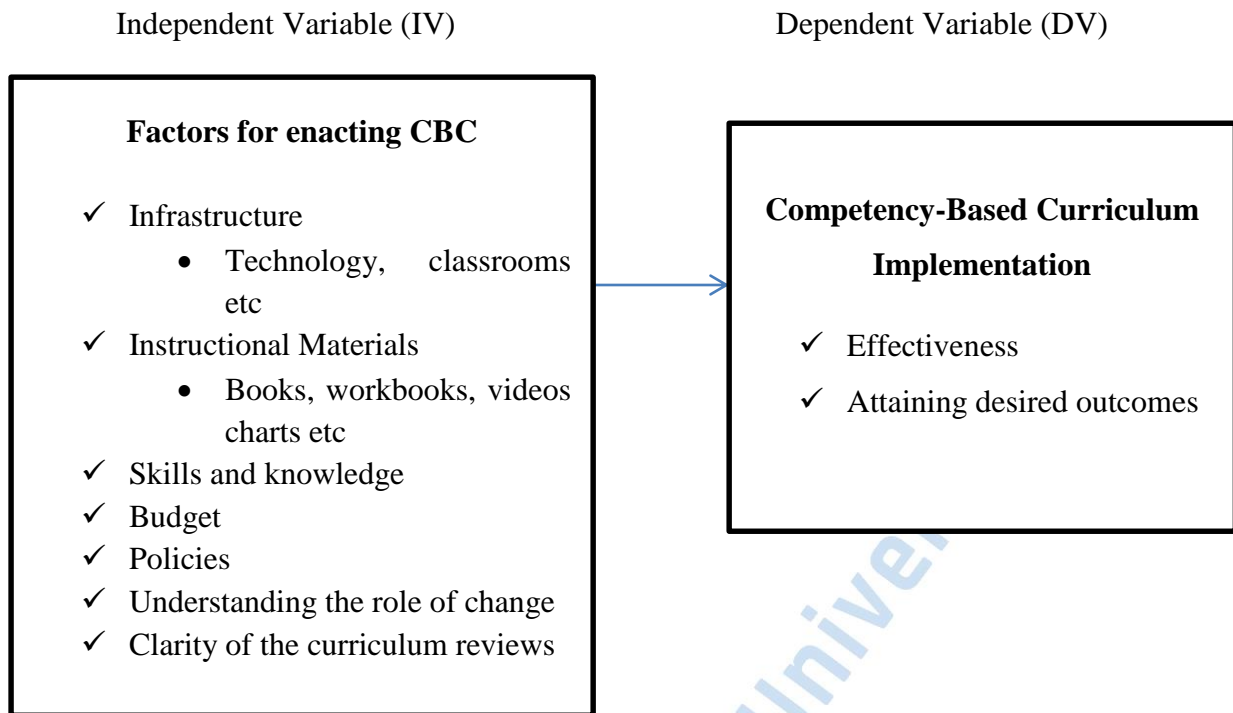 Independent Variable (IV)
Dependent Variable (DV)
Factors for enacting CBC
✓ Infrastructure
• Technology, classrooms
etc
✓ Instructional Materials
• Books, workbooks, videos
charts etc
✓ Skills and knowledge
✓ Budget
✓ Policies
✓ Understanding the role of change
✓ Clarity of the curriculum reviews
Competency-Based Curriculum
Implementation
✓ Effectiveness
✓ Attaining desired outcomes